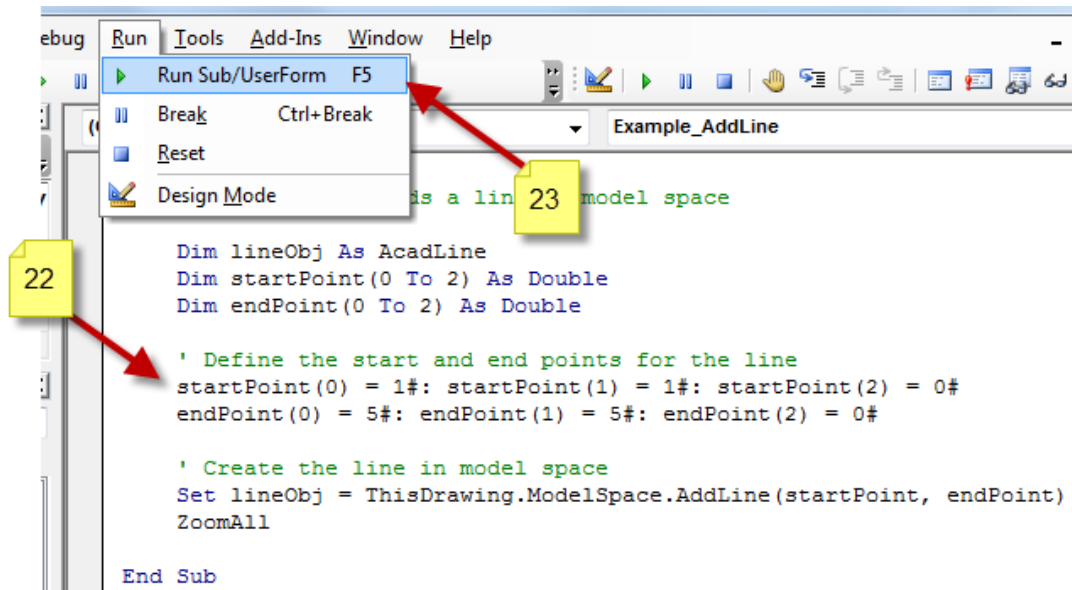 ebug Run Tools Add-Ins Window Help
Run Sub/UserForm F5
Break Ctrl+Break
Example_AddLine
Reset
Design Mode
ds a lin model space
23
Dim lineObj As AcadLine
22
Dim startPoint(0 To 2) As Double
Dim endPoint(0 To 2) As Double
' Define the start and end points for the line
startPoint(0) = 1#: startPoint(1) = 1#: startPoint(2) = 0#
endPoint(0) = 5#: endPoint(1) = 5#: endPoint(2) = 0#
' Create the line in model space
Set lineObj = ThisDrawing.ModelSpace.AddLine(startPoint, endPoint)
ZoomAll
End Sub